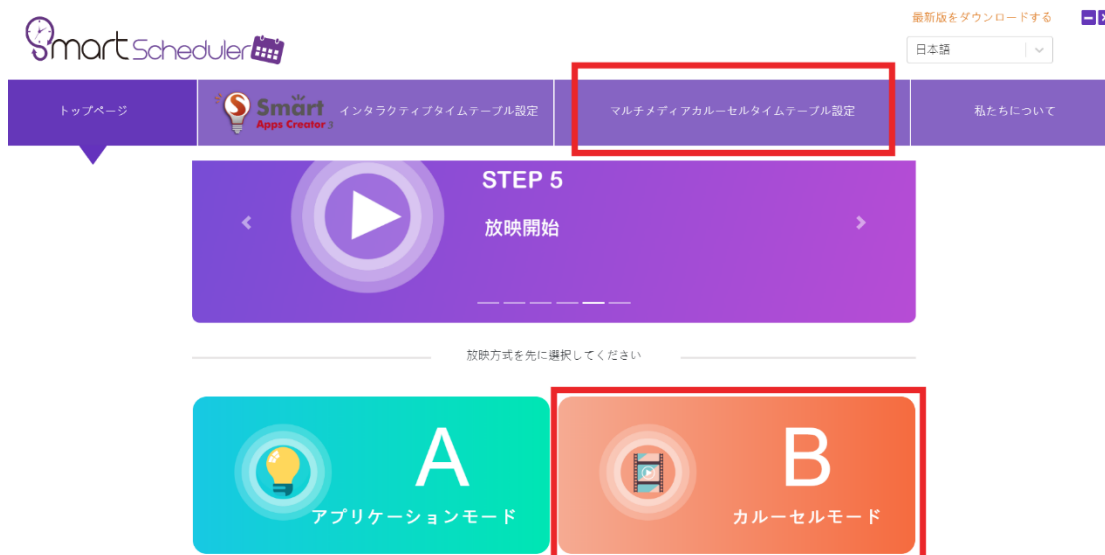 最新版をダウンロードする
Smart Scheduler
日本語
トップページ
Smart Apps Creator 3
インタラクティブタイムテーブル設定
マルチメディアカルーセルタイムテーブル設定
私たちについて
STEP 5
放映開始
放映方式を先に選択してください
A
アプリケーションモード
B
カルーセルモード